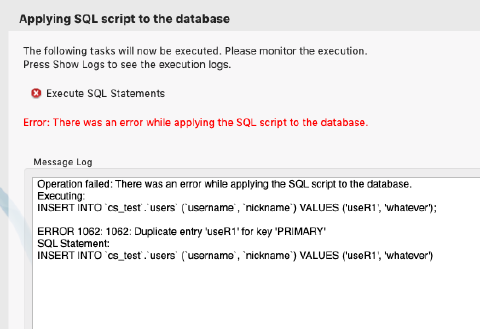 Applying SQL script to the database
The following tasks will now be executed. Please monitor the execution.
Press Show Logs to see the execution logs.
Execute SQL Statements
Error: There was an error while applying the SQL script to the database.
Message Log
Operation failed: There was an error while applying the SQL script to the database.
Executing:
INSERT INTO `cs_test`.`users` (`username`, `nickname`) VALUES ('useR1', 'whatever');
ERROR 1062: 1062: Duplicate entry 'useR1' for key 'PRIMARY'
SQL Statement:
INSERT INTO `cs_test`.`users` (`username`, `nickname`) VALUES ('useR1', 'whatever')